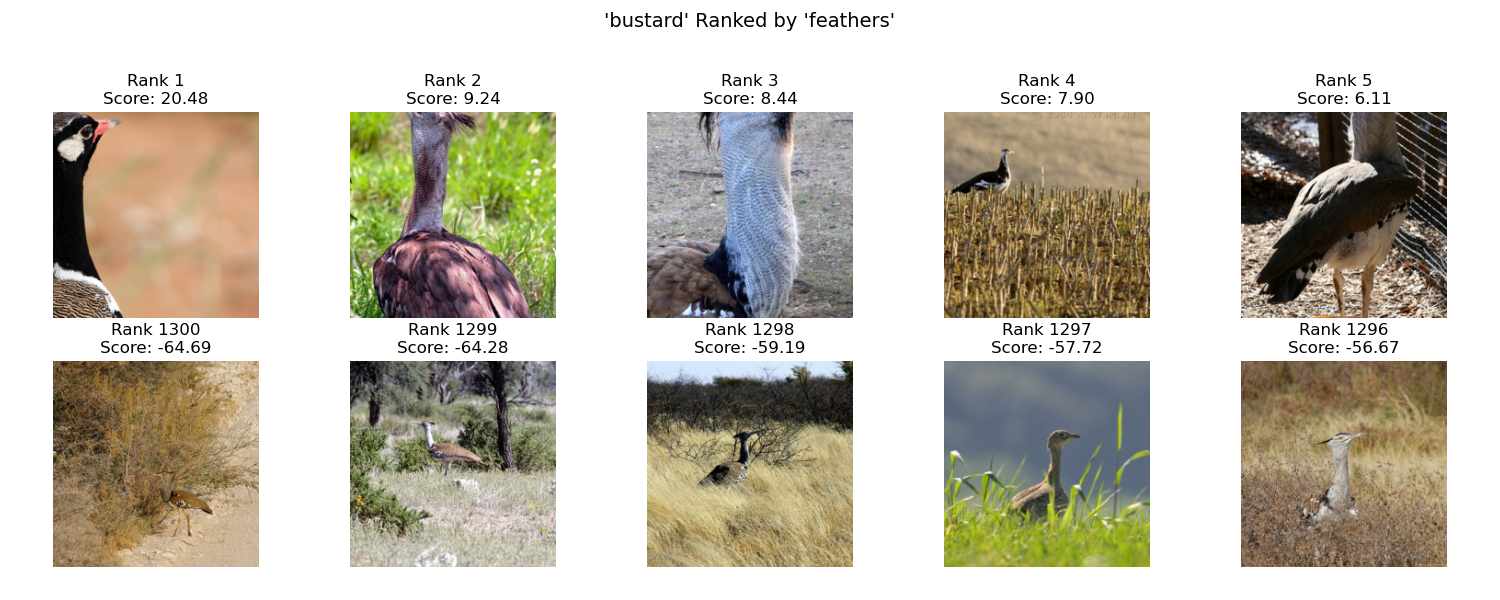 'bustard' Ranked by 'feathers'
Rank 1
Score: 20.48
Rank 2
Score: 9.24
Rank 3
Score: 8.44
Rank 4
Score: 7.90
Rank 5
Score: 6.11
Rank 1300
Score: -64.69
Rank 1299
Score: -64.28
Rank 1298
Score: -59.19
Rank 1297
Score: -57.72
Rank 1296
Score: -56.67